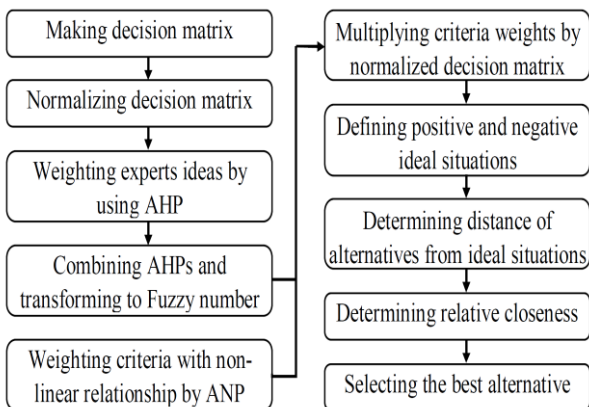 Making decision matrix
Normalizing decision matrix
Weighting experts ideas by
using AHP
Combining AHPs and
transforming to Fuzzy number
Weighting criteria with non-
linear relationship by ANP
Multiplying criteria weights by
normalized decision matrix
Defining positive and negative
ideal situations
Determining distance of
alternatives from ideal situations
Determining relative closeness
Selecting the best alternative